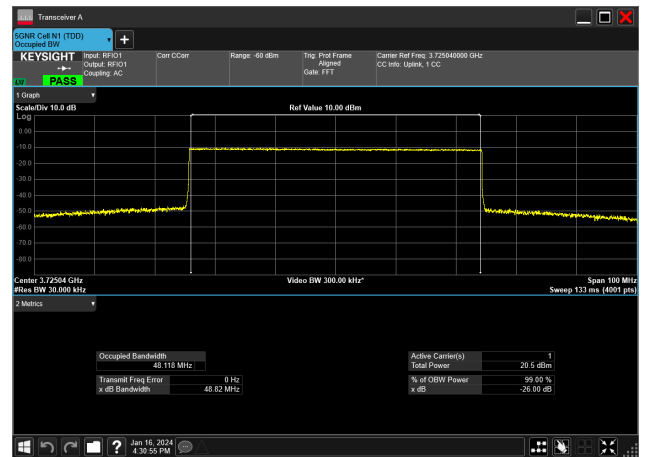 Transceiver A
5GNR Cell N1 (TDD)
Occupied BW
KEYSIGHT
Input: RFIO1
Output: RFIO1
Coupling: AC
Corr CCorr
Range: -60 dBm
Trig: Prot Frame
Aligned
Gate: FFT
Carrier Ref Freq: 3.725040000 GHz
CC Info: Uplink, 1 CC
PASS
1 Graph
Scale/Div 10.0 dB
Ref Value 10.00 dBm
Log
0.00
-10.0
-20.0
-30.0
-40.0
-50.0
-60.0
-70.0
-80.0
Center 3.72504 GHz
Video BW 300.00 kHz*
Span 100 MHz
#Res BW 30.000 kHz
Sweep 133 ms (4001 pts)
2 Metrics
Occupied Bandwidth
48.118 MHz
Active Carrier(s) 1
Total Power 20.5 dBm
Transmit Freq Error 0 Hz
x dB Bandwidth 48.82 MHz
% of OBW Power 99.00 %
x dB -26.00 dB
Jan 16, 2024
4:30:55 PM